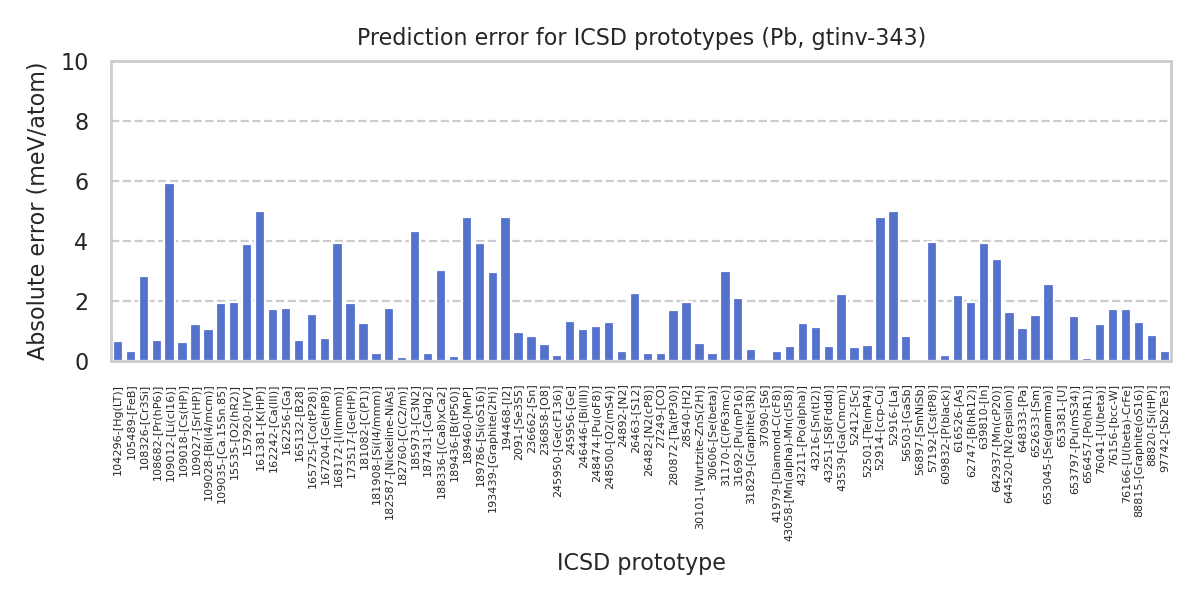 Prediction error for ICSD prototypes (Pb, gtinv-343)
Absolute error (meV/atom)
10
8
6
4
2
0
104296-[Hg(LT)]
105489-[FeB]
108326-[Cr3Si]
108682-[Pr(hP6)]
109012-[Li(cI16)]
109018-[Cs(HP)]
109027-[Sr(HP)]
109028-[Bi(I4/mcm)]
109035-[Ca.15Sn.85]
15535-[O2(hR2)]
157920-[IrV]
161381-[K(HP)]
162242-[Ca(III)]
162256-[Ga]
165132-[B28]
165725-[Co(tP28)]
167204-[Ge(hP8)]
168172-[I(Immm)]
173517-[Ge(HP)]
181082-[C(P1)]
181908-[Si(I4/mmm)]
182587-[Nickeline-NiAs]
182760-[C(C2/m)]
185973-[C3N2]
187431-[CaHg2]
188336-[(Ca8)xCa2]
189436-[B(tP50)]
189460-[MnP]
189786-[Si(oS16)]
193439-[Graphite(2H)]
194468-[I2]
2091-[Se3S5]
236662-[Sn]
236858-[O8]
245950-[Ge(cF136)]
245956-[Ge]
246446-[Bi(III)]
248474-[Pu(oF8)]
248500-[O2(mS4)]
24892-[N2]
26463-[S12]
26482-[N2(cP8)]
27249-[CO]
280872-[Ta(tP30)]
28540-[H2]
30101-[Wurtzite-ZnS(2H)]
30606-[Se(beta)]
31170-[C(P63mc)]
31692-[Pu(mP16)]
31829-[Graphite(3R)]
37090-[S6]
41979-[Diamond-C(cF8)]
43058-[Mn(alpha)-Mn(cI58)]
43211-[Po(alpha)]
43216-[Sn(tI2)]
43251-[S8(Fddd)]
43539-[Ga(Cmcm)]
52412-[Sc]
52501-[Te(mP4)]
52914-[ccp-Cu]
52916-[La]
56503-[GaSb]
56897-[SmNiSb]
57192-[Cs(tP8)]
609832-[P(black)]
616526-[As]
62747-[B(hR12)]
639810-[In]
642937-[Mn(cP20)]
644520-[N2(epsilon)]
648333-[Pa]
652633-[Sm]
653045-[Se(gamma)]
653381-[U]
653797-[Pu(mS34)]
656457-[Po(hR1)]
76041-[U(beta)]
76156-[bcc-W]
76166-[U(beta)-CrFe]
88815-[Graphite(oS16)]
88820-[Si(HP)]
97742-[Sb2Te3]
ICSD prototype